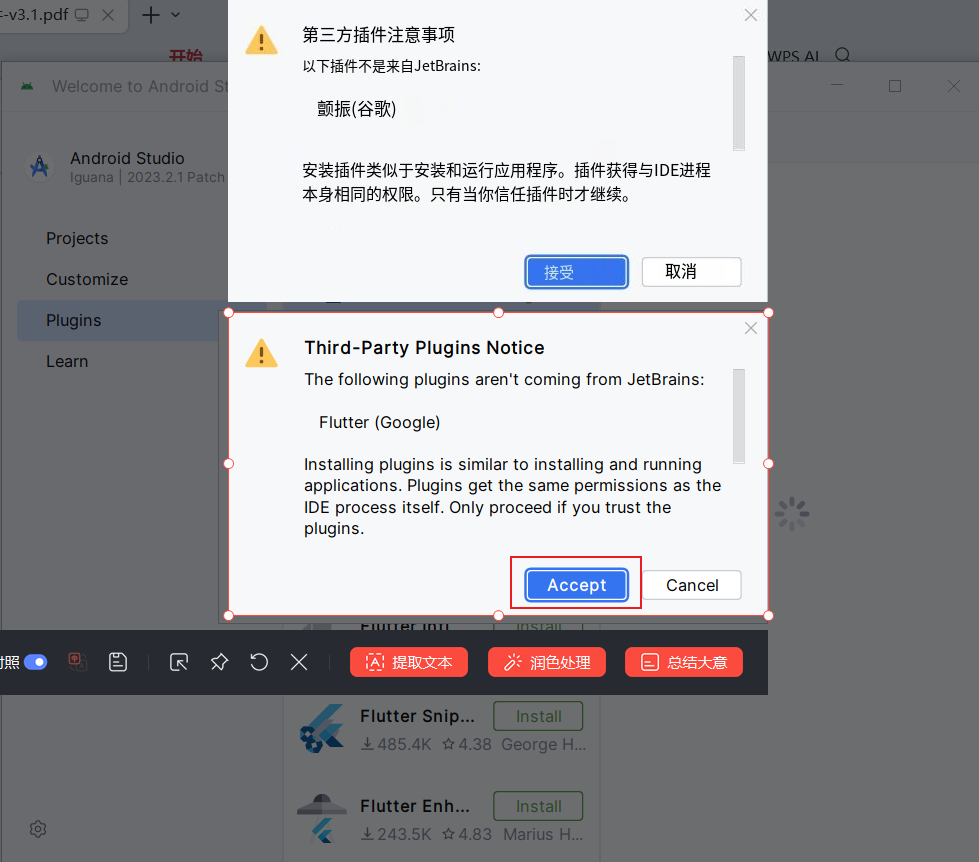 -v3.1.pdf
开始
WPS AI
Welcome to Android St
第三方插件注意事项
以下插件不是来自JetBrains:
颤振(谷歌)
安装插件类似于安装和运行应用程序。插件获得与IDE进程
本身相同的权限。只有当你信任插件时才继续。
接受
取消
Android Studio
Iguana | 2023.2.1 Patch
Projects
Customize
Plugins
Learn
Third-Party Plugins Notice
The following plugins aren't coming from JetBrains:
Flutter (Google)
Installing plugins is similar to installing and running
applications. Plugins get the same permissions as the
IDE process itself. Only proceed if you trust the
plugins.
Accept
Cancel
Flutter Intl
Install
照
提取文本
润色处理
总结大意
Flutter Snip...
Install
485.4K
4.38
George H...
Flutter Enh...
Install
243.5K
4.83
Marius H...